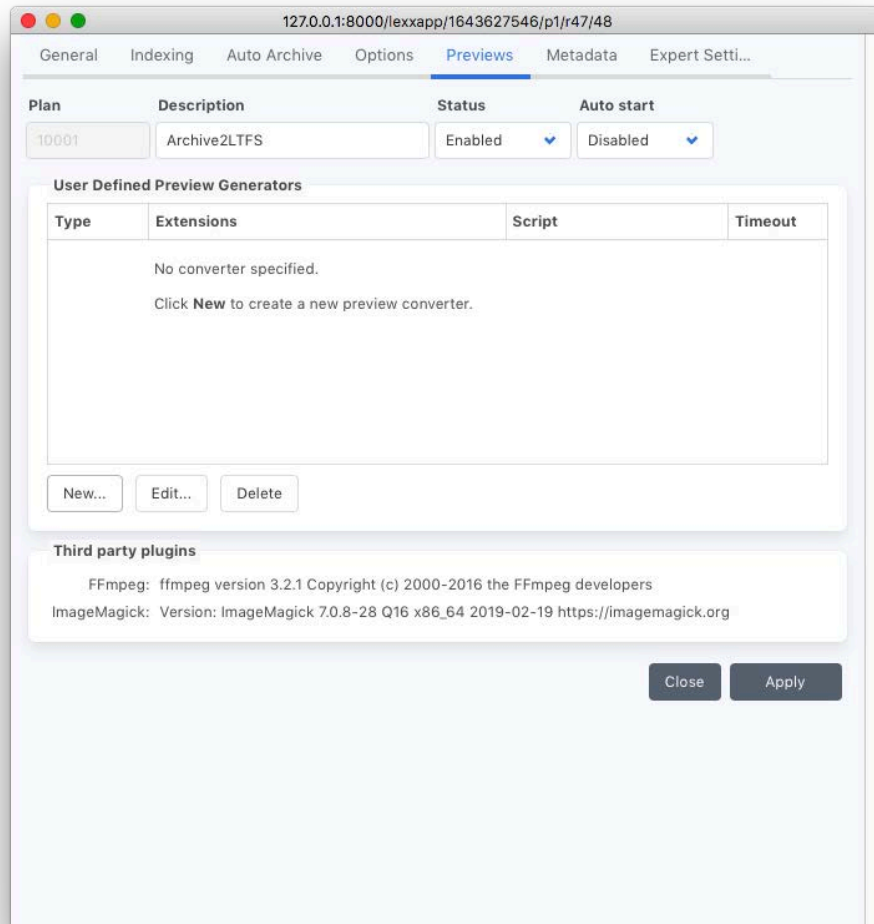 127.0.0.1:8000/lexxapp/1643627546/p1/r47/48
General Indexing Auto Archive Options Previews Metadata Expert Setti...
Plan Description Status Auto start
10001 Archive2LTFS Enabled Disabled
User Defined Preview Generators
Type Extensions Script Timeout
No converter specified.
Click New to create a new preview converter.
New... Edit... Delete
Third party plugins
FFmpeg: ffmpeg version 3.2.1 Copyright (c) 2000-2016 the FFmpeg developers
ImageMagick: Version: ImageMagick 7.0.8-28 Q16 x86_64 2019-02-19 https://imagemagick.org
Close Apply